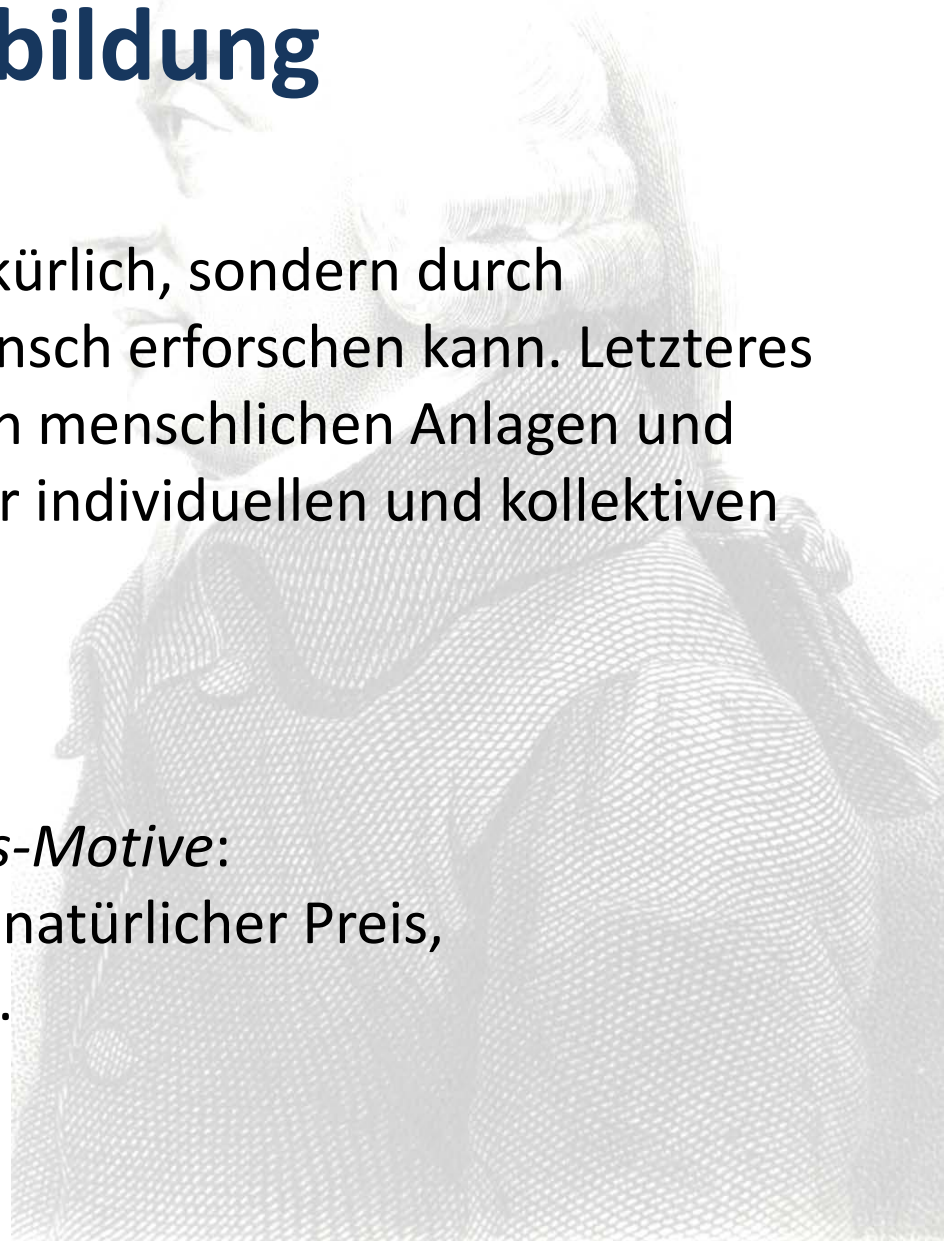 bildung
kürlich, sondern durch
nsch erforschen kann. Letzteres
n menschlichen Anlagen und
r individuellen und kollektiven
s-Motive:
natürlicher Preis,
.